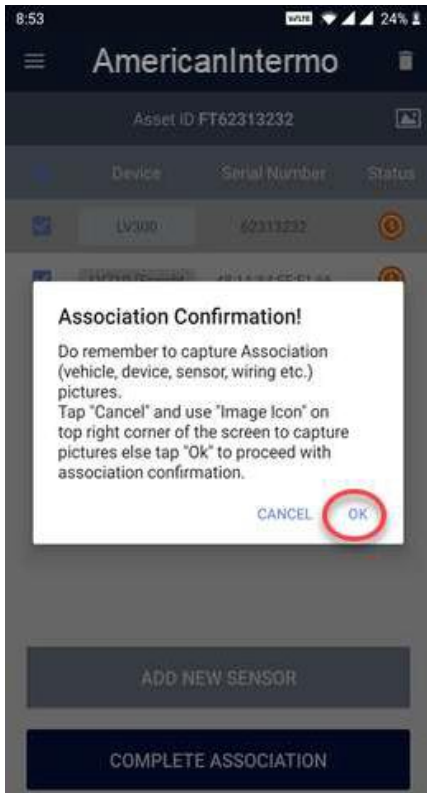 8:53
VoLTE
24%
AmericanIntermo
Asset ID FT62313232
Device Serial Number Status
LV300 62313232
Association Confirmation!
Do remember to capture Association
(vehicle, device, sensor, wiring etc.)
pictures.
Tap "Cancel" and use "Image Icon" on
top right corner of the screen to capture
pictures else tap "Ok" to proceed with
association confirmation.
CANCEL OK
ADD NEW SENSOR
COMPLETE ASSOCIATION